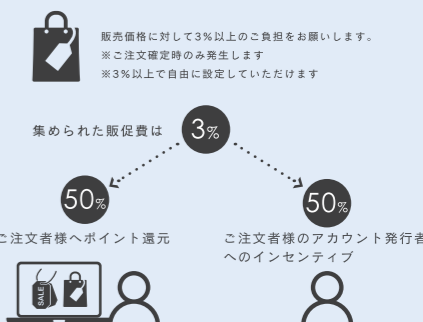 販売価格に対して3%以上のご負担をお願いします。
※ご注文確定時のみ発生します
※3%以上で自由に設定していただけます
集められた販促費は
3%
50%
50%
ご注文者様へポイント還元
ご注文者様のアカウント発行者
へのインセンティブ
SALE